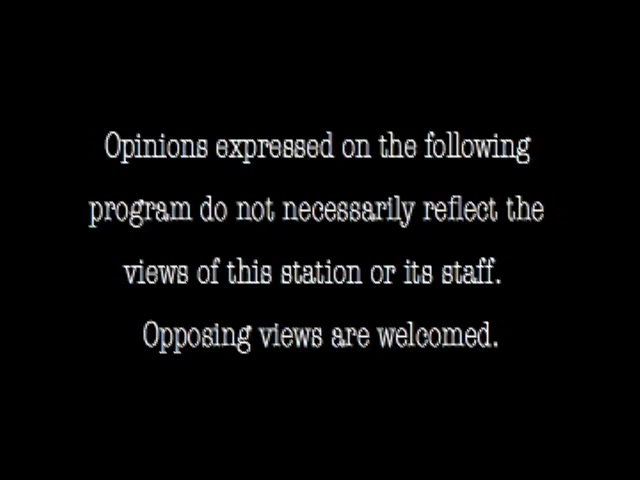 Opinions expressed on the following
program do not necessarily reflect the
views of this station or its staff.
Opposing views are welcomed.